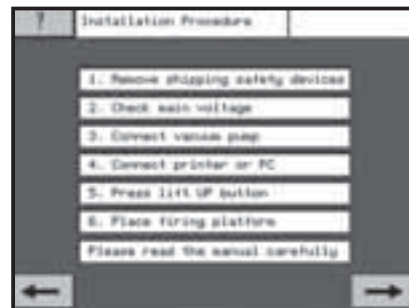 ? Installation Procedure
1. Remove shipping safety devices
2. Check main voltage
3. Connect vacuum pump
4. Connect printer or PC
5. Press lift UP button
6. Place firing platform
Please read the manual carefully